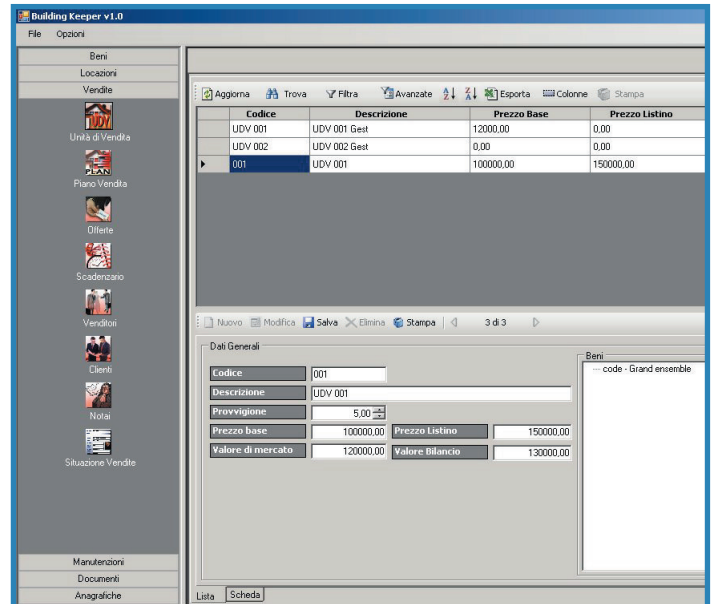 Building Keeper v1.0
File Opzioni
Beni
Locazioni
Vendite
UDV
Unità di Vendita
PLAN
Piano Vendita
Offerte
Scadenzario
Venditori
Clienti
Notai
Situazione Vendite
Manutenzioni
Documenti
Anagrafiche
Aggiorna Trova Filtra Avanzate Esporta Colonne Stampa
Codice Descrizione Prezzo Base Prezzo Listino
UDV 001 UDV 001 Gest 12000,00 0,00
UDV 002 UDV 002 Gest 0,00 0,00
001 UDV 001 100000,00 150000,00
Nuovo Modifica Salva Elimina Stampa 3 di 3
Dati Generali
Codice 001
Descrizione UDV 001
Provvigione 5,00
Prezzo base 100000,00 Prezzo Listino 150000,00
Valore di mercato 120000,00 Valore Bilancio 130000,00
Beni
code - Grand ensemble
Lista Scheda